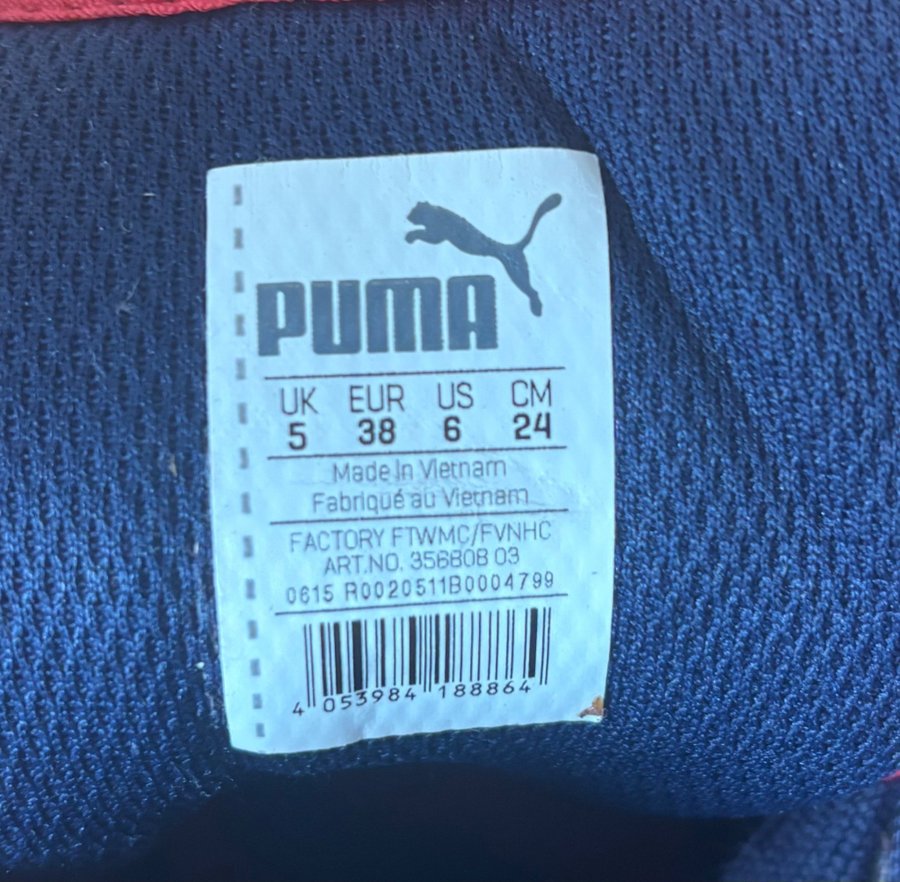 PUMA
UK EUR US CM
5 38 6 24
Made In Vietnam
Fabriqué au Vietnam
FACTORY FTWMC/FVNHC
ART.NO. 356808 03
0615 R0020511B0004799
4 053984 188864